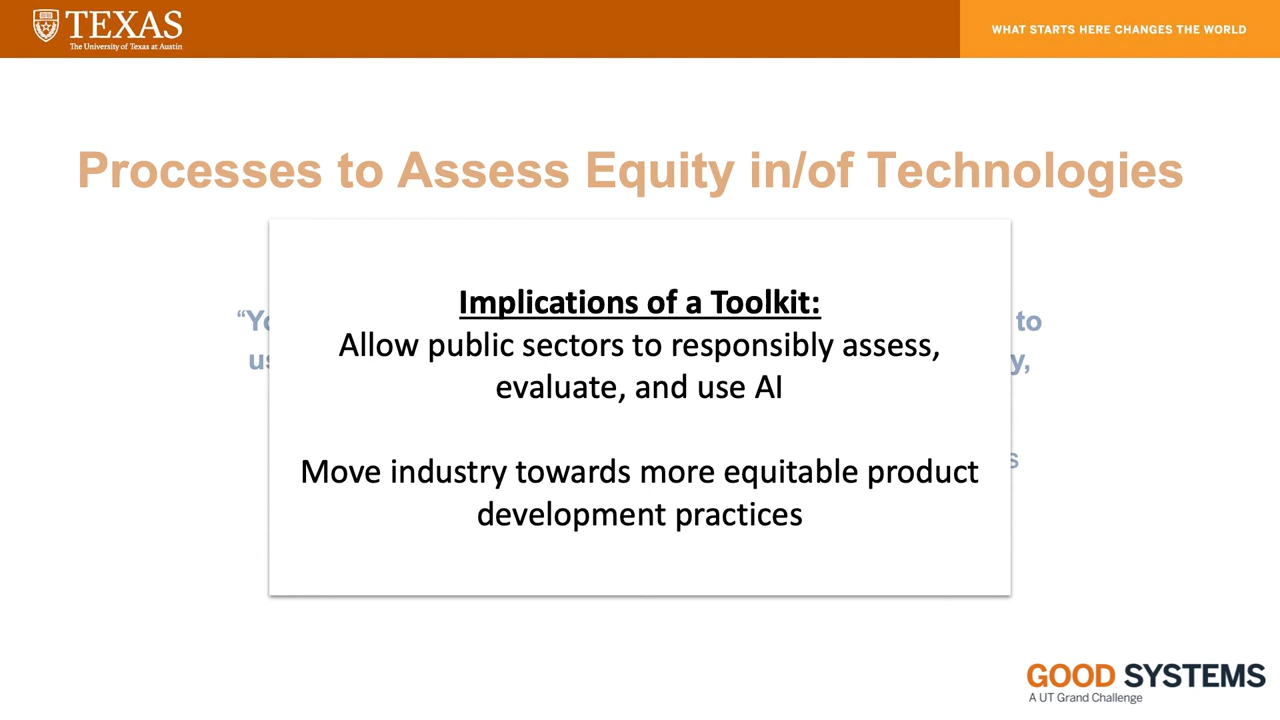 TEXAS
The University of Texas at Austin
WHAT STARTS HERE CHANGES THE WORLD
Processes to Assess Equity in/of Technologies
to
Implications of a Toolkit:
Allow public sectors to responsibly assess,
evaluate, and use AI
Move industry towards more equitable product
development practices
GOOD SYSTEMS
A UT Grand Challenge